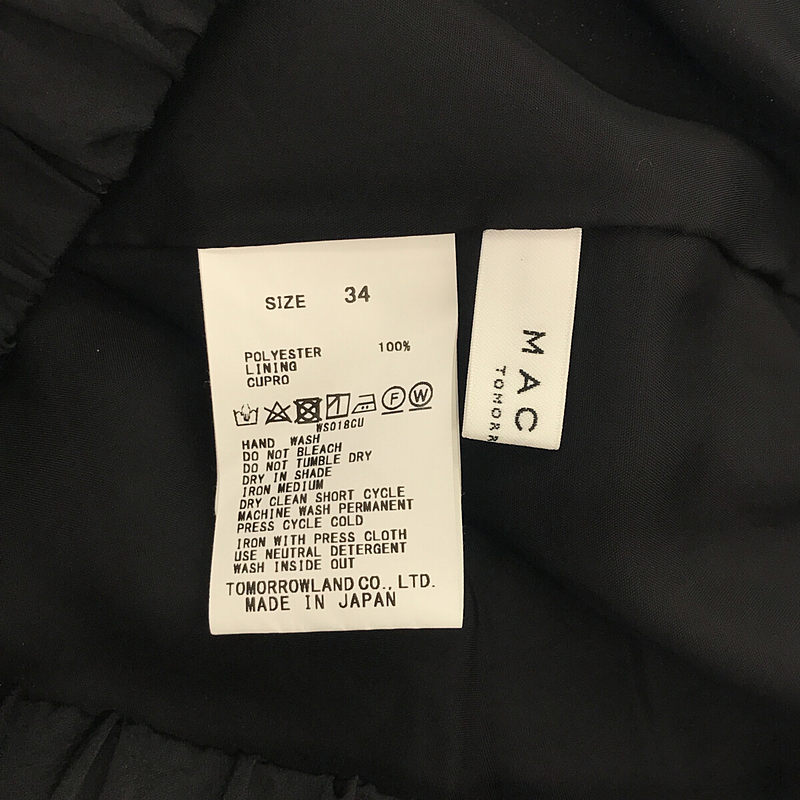 SIZE 34
POLYESTER 100%
LINING
CUPRO
F W
WS018CU
HAND WASH
DO NOT BLEACH
DO NOT TUMBLE DRY
DRY IN SHADE
IRON MEDIUM
DRY CLEAN SHORT CYCLE
MACHINE WASH PERMANENT
PRESS CYCLE COLD
IRON WITH PRESS CLOTH
USE NEUTRAL DETERGENT
WASH INSIDE OUT
TOMORROWLAND CO., LTD.
MADE IN JAPAN
MAC
TOMORR